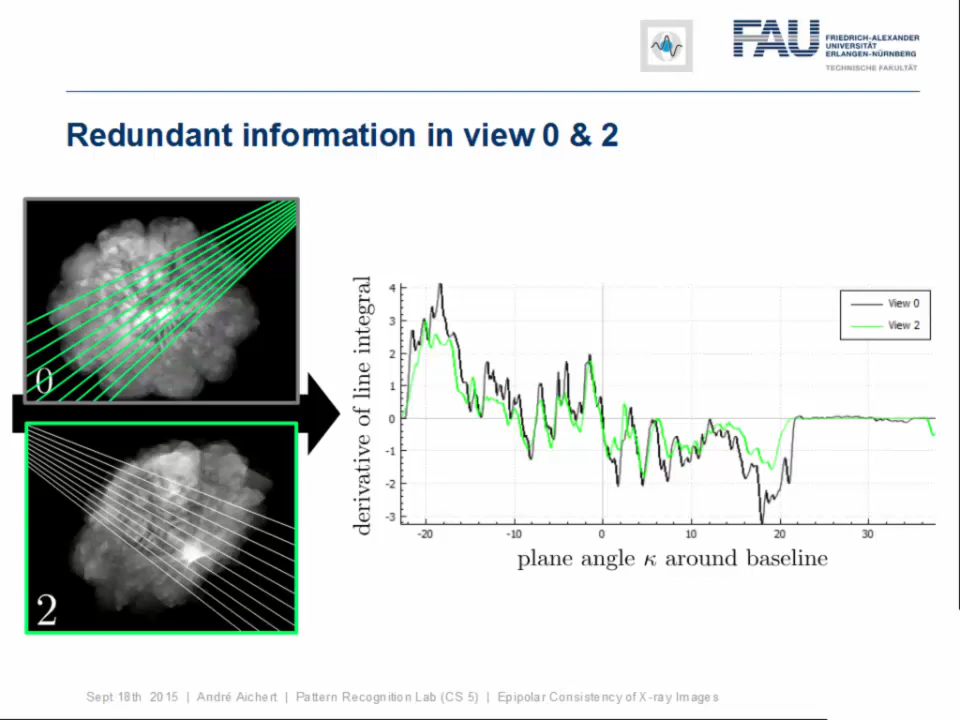 FAU
FRIEDRICH-ALEXANDER
UNIVERSITÄT
ERLANGEN-NÜRNBERG
TECHNISCHE FAKULTÄT
Redundant information in view 0 & 2
0
2
derivative of line integral
4
3
2
1
0
-1
-2
-3
-20 -10 0 10 20 30
plane angle κ around baseline
View 0
View 2
Sept 18th 2015 | André Aichert | Pattern Recognition Lab (CS 5) | Epipolar Consistency of X-ray Images